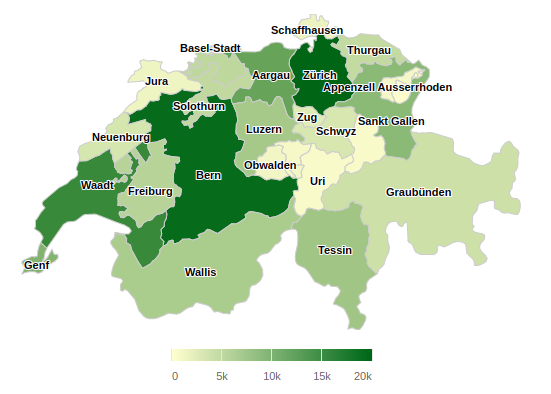 Schaffhausen
Basel-Stadt
Thurgau
Jura
Aargau
Zürich
Appenzell Ausserrhoden
Solothurn
Zug
Sankt Gallen
Luzern
Schwyz
Neuenburg
Obwalden
Bern
Uri
Waadt
Freiburg
Graubünden
Tessin
Genf
Wallis
0 5k 10k 15k 20k